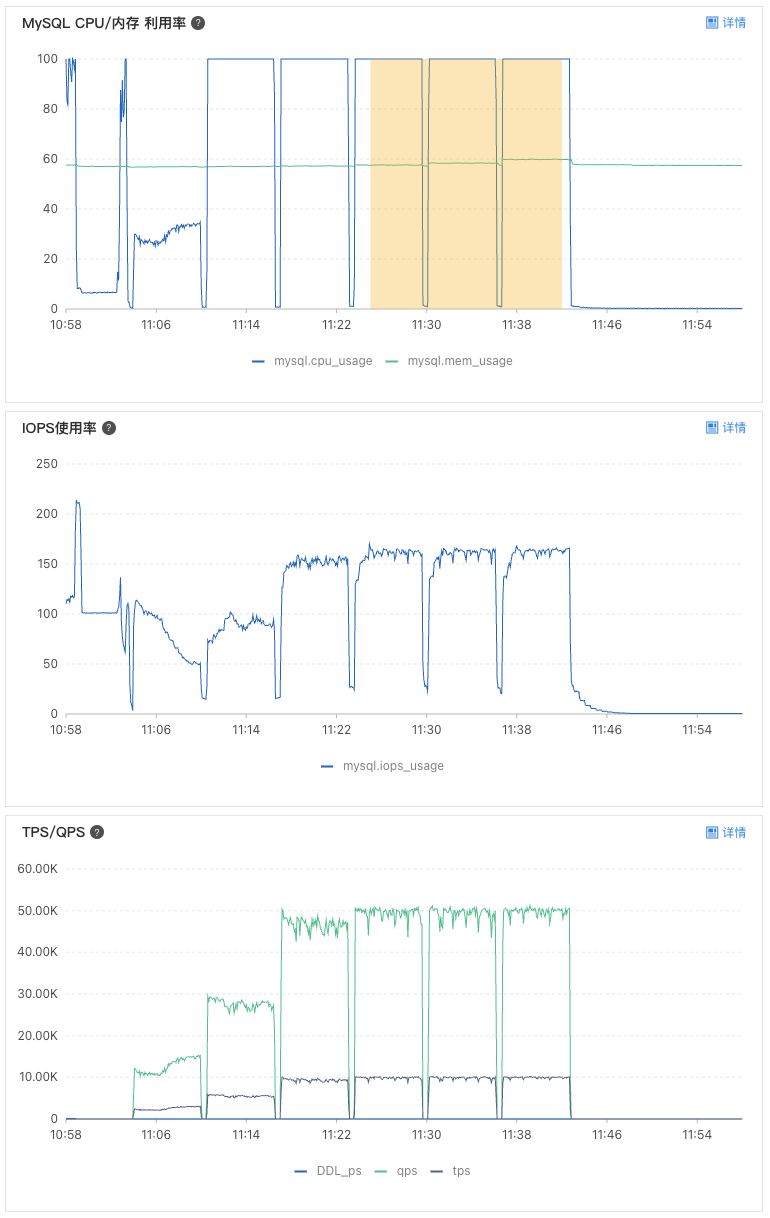 MySQL CPU/内存 利用率 ? 详情
100
80
60
40
20
0
10:58 11:06 11:14 11:22 11:30 11:38 11:46 11:54
mysql.cpu_usage mysql.mem_usage
IOPS使用率 ? 详情
250
200
150
100
50
0
10:58 11:06 11:14 11:22 11:30 11:38 11:46 11:54
mysql.iops_usage
TPS/QPS ? 详情
60.00K
50.00K
40.00K
30.00K
20.00K
10.00K
0
10:58 11:06 11:14 11:22 11:30 11:38 11:46 11:54
DDL_ps qps tps